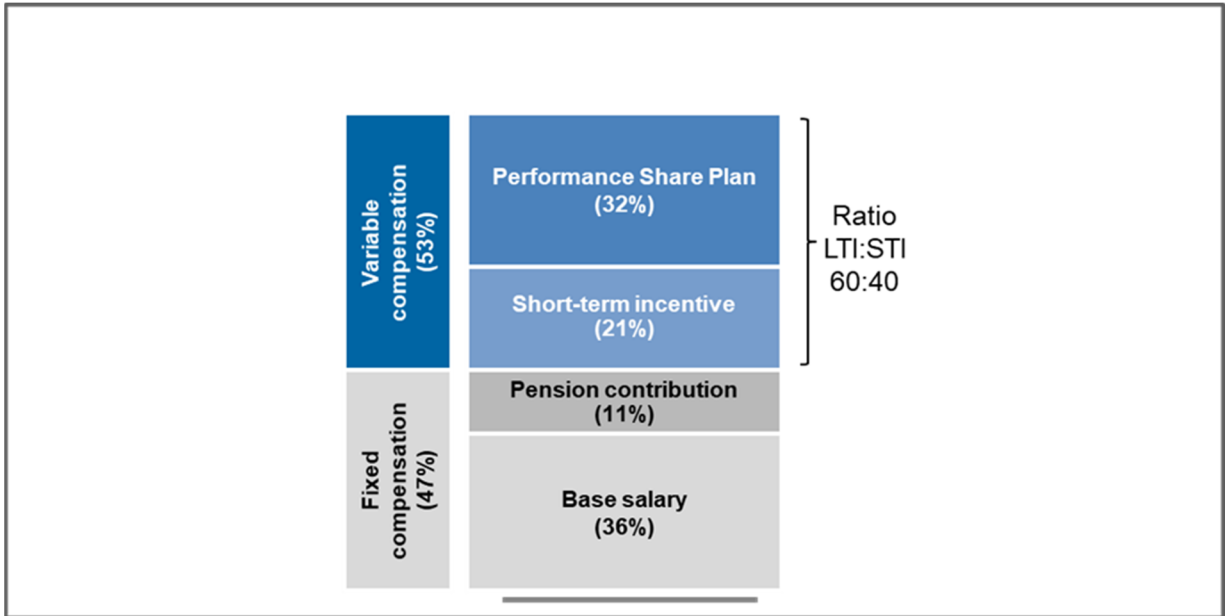 Variable
compensation
(53%)
Performance Share Plan
(32%)
Short-term incentive
(21%)
Ratio
LTI:STI
60:40
Fixed
compensation
(47%)
Pension contribution
(11%)
Base salary
(36%)